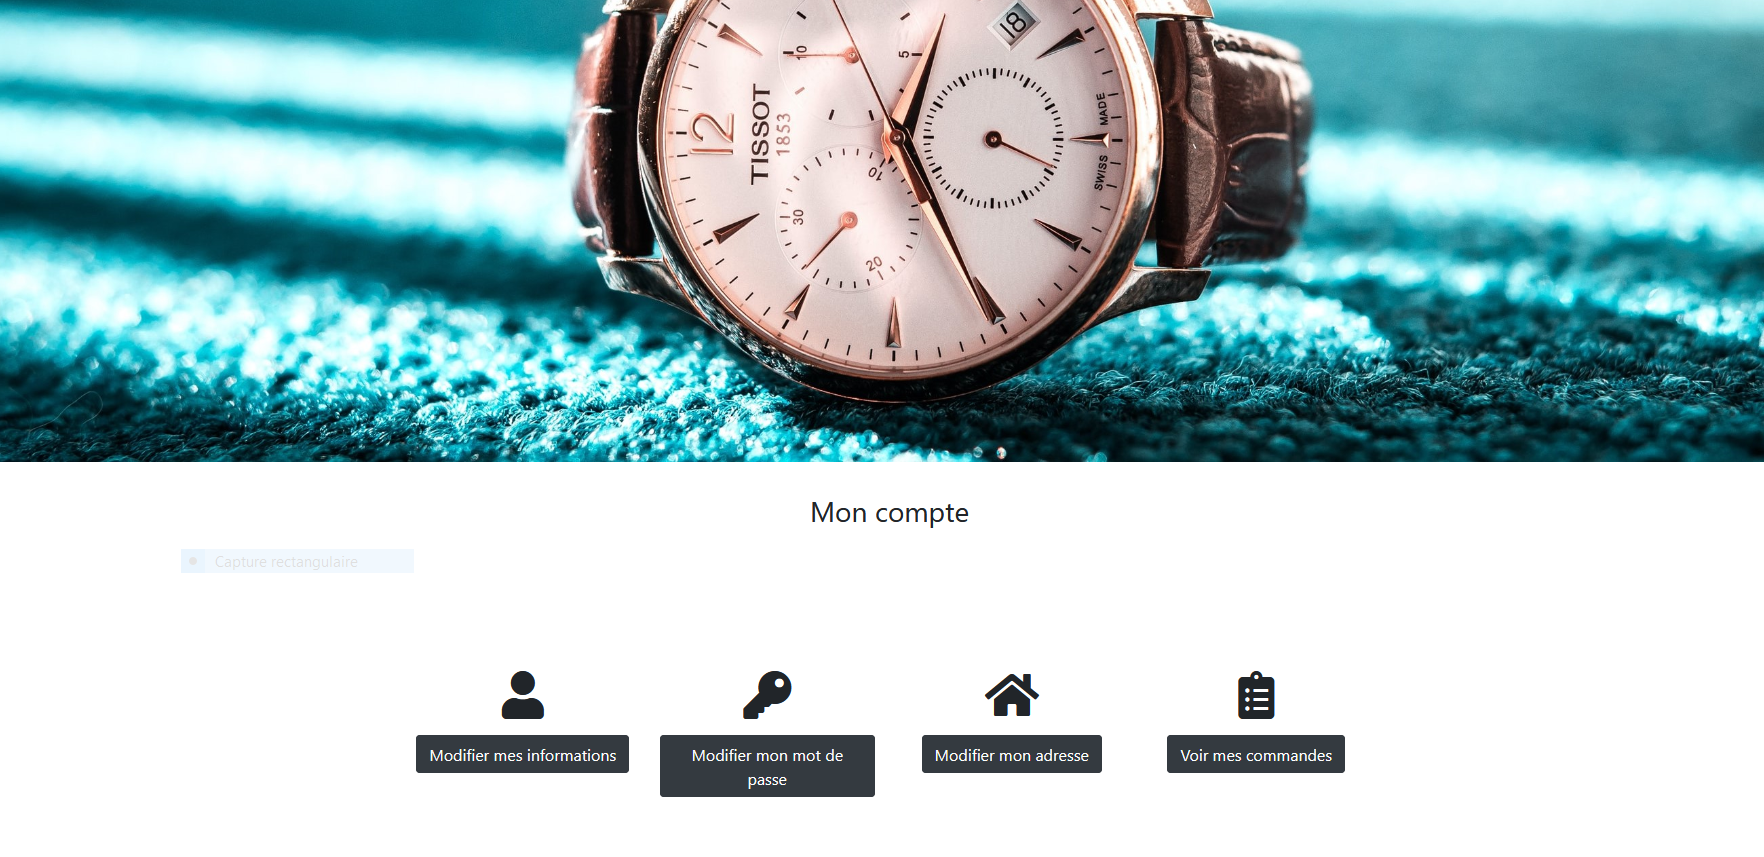 18
10
5
12
TISSOT
1853
MADE
SWISS
10
30
20
Mon compte
Capture rectangulaire
Modifier mes informations
Modifier mon mot de
passe
Modifier mon adresse
Voir mes commandes